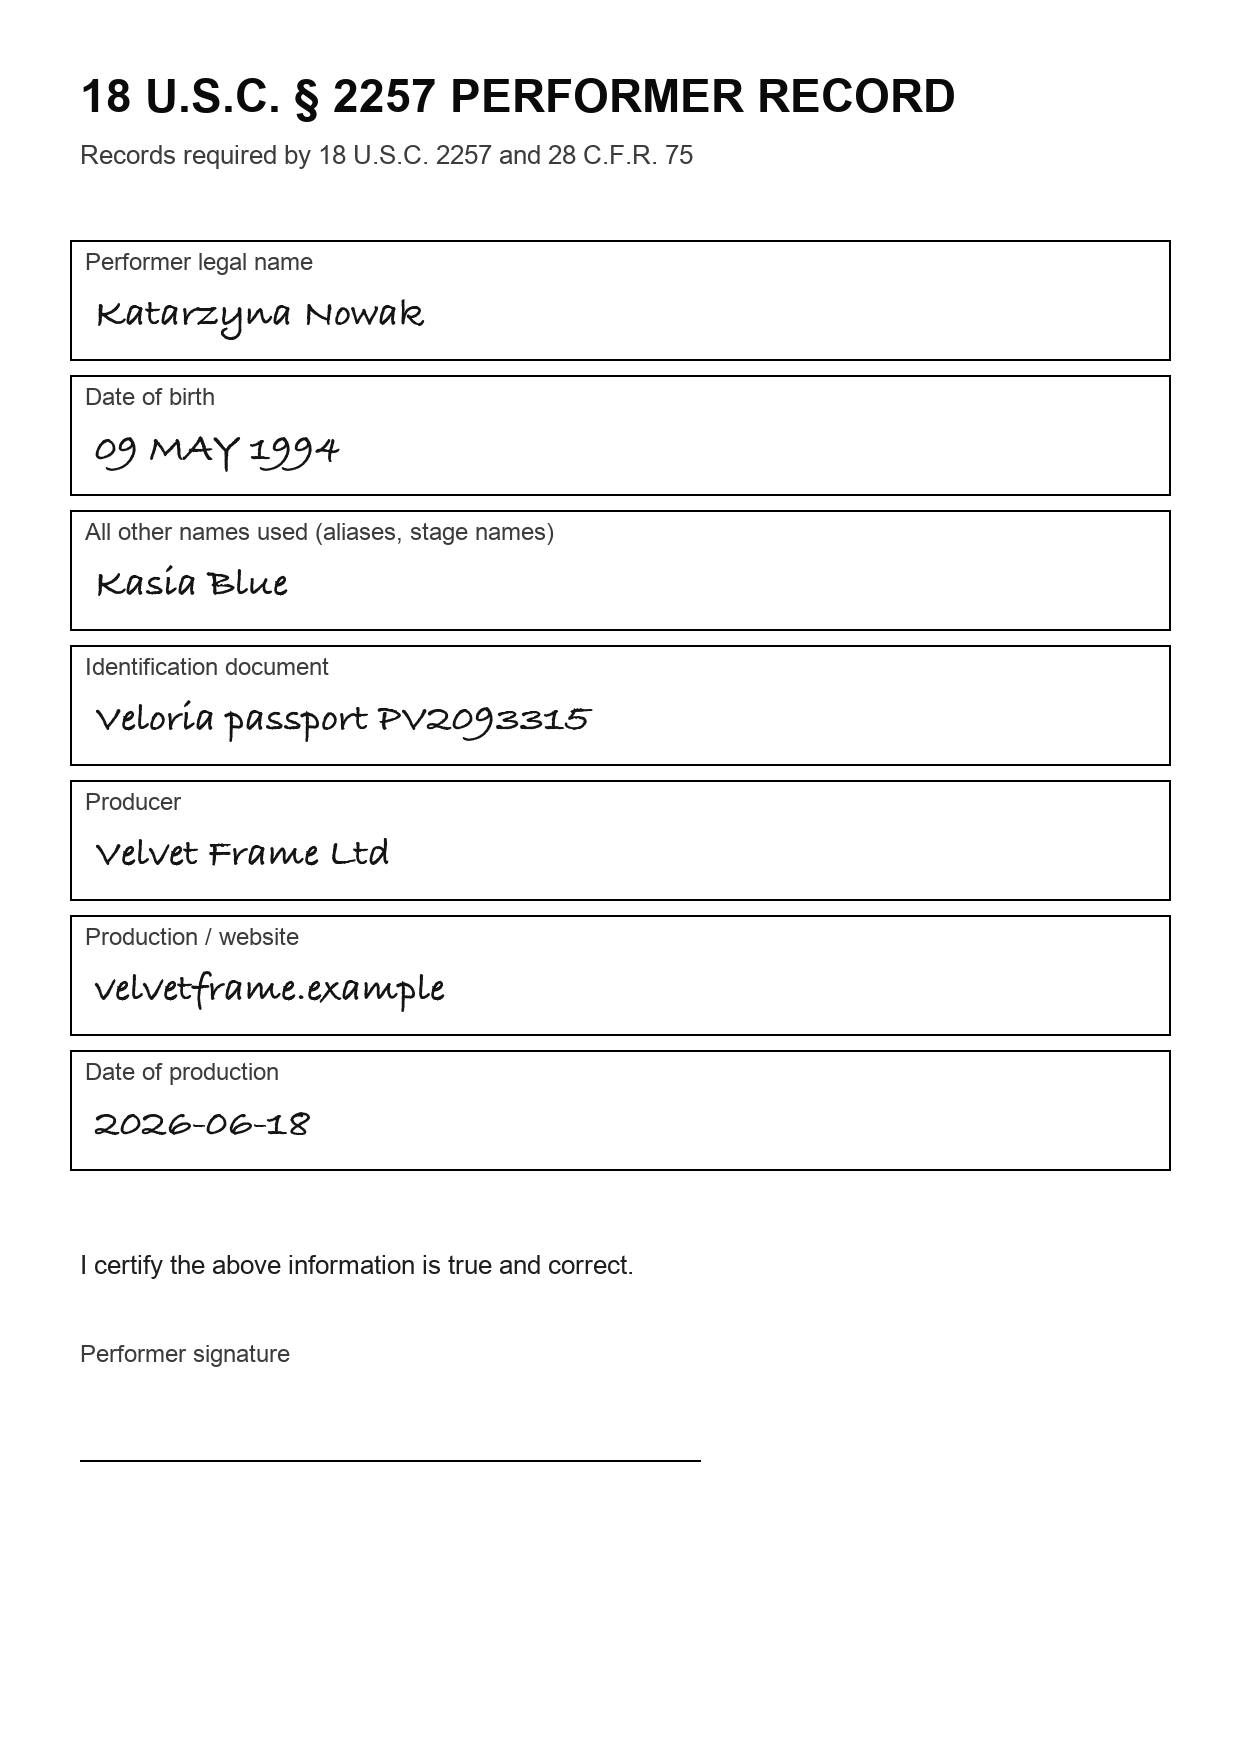 18 U.S.C. § 2257 PERFORMER RECORD
Records required by 18 U.S.C. 2257 and 28 C.F.R. 75
Performer legal name
Katarzyna Nowak
Date of birth
09 MAY 1994
All other names used (aliases, stage names)
Kasia Blue
Identification document
Veloria passport PV2093315
Producer
Velvet Frame Ltd
Production / website
velvetframe.example
Date of production
2026-06-18
I certify the above information is true and correct.
Performer signature